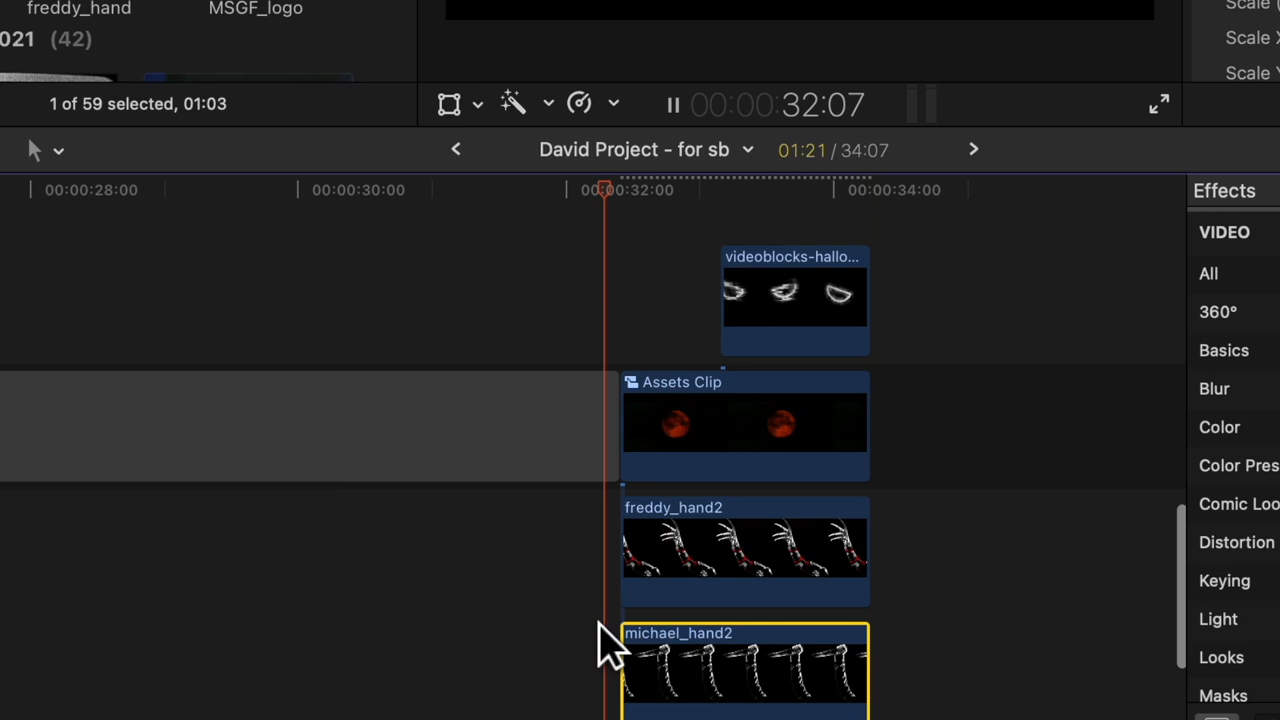 freddy_hand
MSGF_logo
021 (42)
Scale
Scale X
Scale Y
1 of 59 selected, 01:03
00:00:32:07
David Project - for sb
01:21 / 34:07
00:00:28:00
00:00:30:00
00:00:32:00
00:00:34:00
Effects
VIDEO
All
360°
Basics
Blur
Color
Color Pres
Comic Loo
Distortion
Keying
Light
Looks
Masks
videoblocks-hallo...
Assets Clip
freddy_hand2
michael_hand2